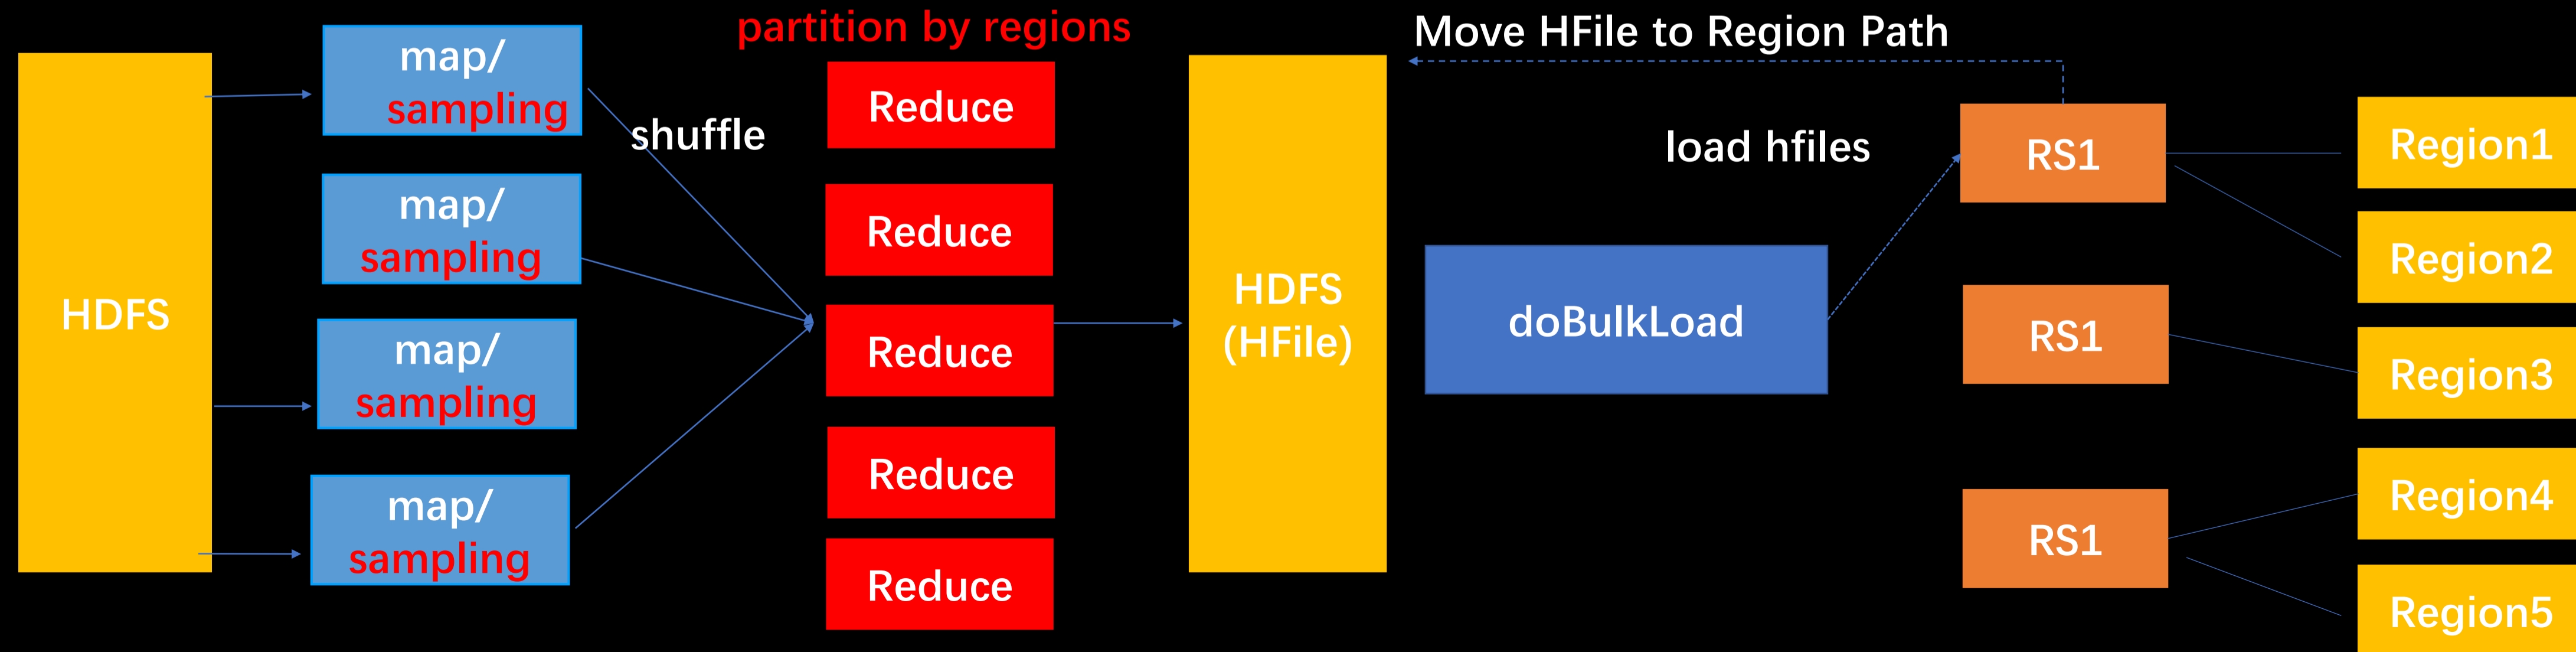 HDFS
map/
sampling
map/
sampling
map/
sampling
map/
sampling
shuffle
partition by regions
Reduce
Reduce
Reduce
Reduce
Reduce
HDFS
(HFile)
Move HFile to Region Path
load hfiles
doBulkLoad
RS1
RS1
RS1
Region1
Region2
Region3
Region4
Region5